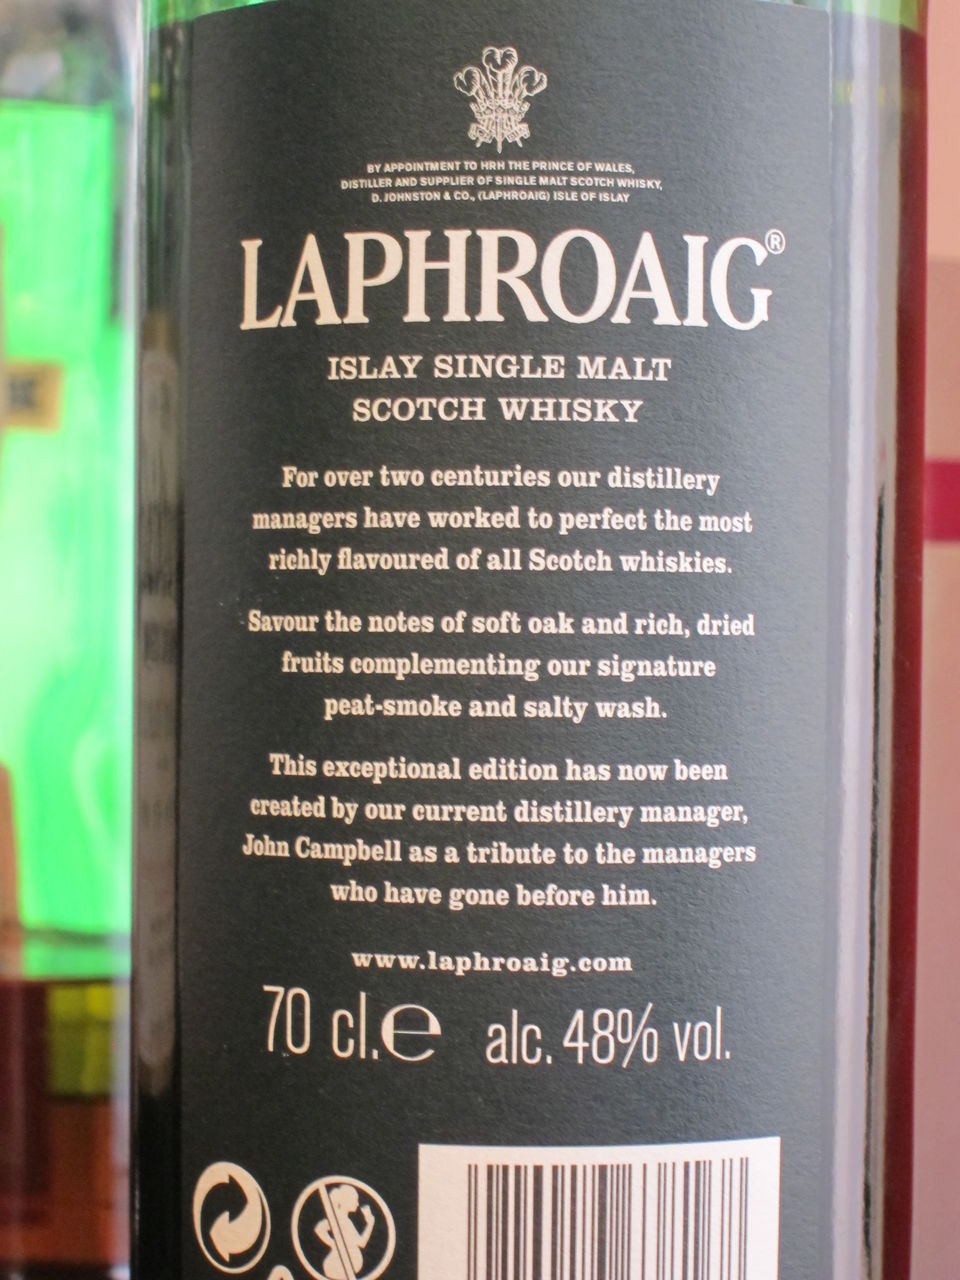 BY APPOINTMENT TO HRH THE PRINCE OF WALES,
DISTILLER AND SUPPLIER OF SINGLE MALT SCOTCH WHISKY,
D. JOHNSTON & CO., (LAPHROAIG) ISLE OF ISLAY
LAPHROAIG®
ISLAY SINGLE MALT
SCOTCH WHISKY
For over two centuries our distillery
managers have worked to perfect the most
richly flavoured of all Scotch whiskies.
Savour the notes of soft oak and rich, dried
fruits complementing our signature
peat-smoke and salty wash.
This exceptional edition has now been
created by our current distillery manager,
John Campbell as a tribute to the managers
who have gone before him.
www.laphroaig.com
70 cl.℮ alc. 48% vol.